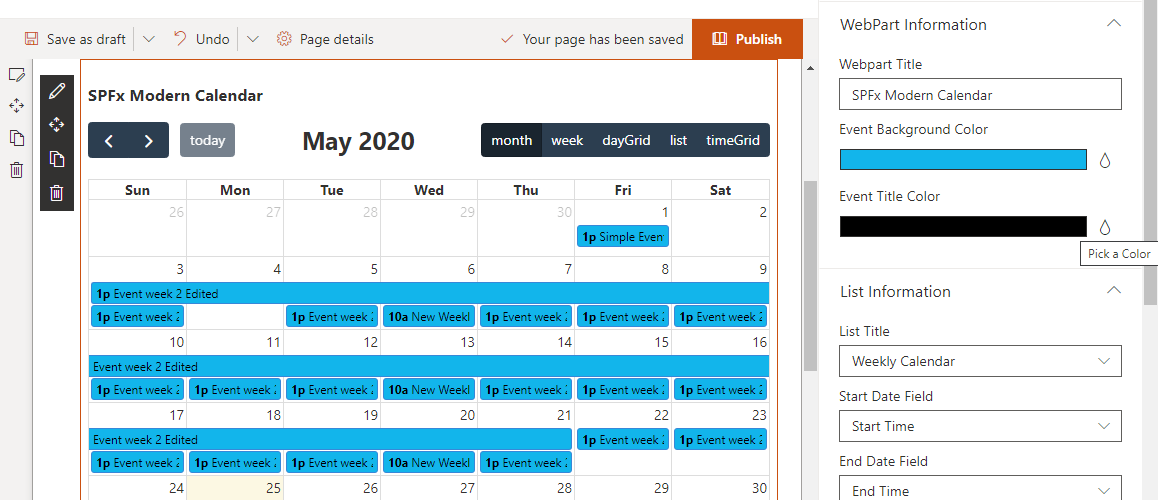 Save as draft Undo Page details Your page has been saved Publish
SPFx Modern Calendar
today May 2020 month week dayGrid list timeGrid
Sun Mon Tue Wed Thu Fri Sat
26 27 28 29 30 1 2
1p Simple Even
3 4 5 6 7 8 9
1p Event week 2 Edited
1p Event week 2 1p Event week 2 10a New Weekl 1p Event week 2 1p Event week 2 1p Event week 2
10 11 12 13 14 15 16
Event week 2 Edited
1p Event week 2 1p Event week 2 1p Event week 2 10a New Weekl 1p Event week 2 1p Event week 2 1p Event week 2
17 18 19 20 21 22 23
Event week 2 Edited 1p Event week 2 1p Event week 2
1p Event week 2 1p Event week 2 1p Event week 2 10a New Weekl 1p Event week 2
24 25 26 27 28 29 30
WebPart Information
Webpart Title
SPFx Modern Calendar
Event Background Color
Event Title Color
Pick a Color
List Information
List Title
Weekly Calendar
Start Date Field
Start Time
End Date Field
End Time